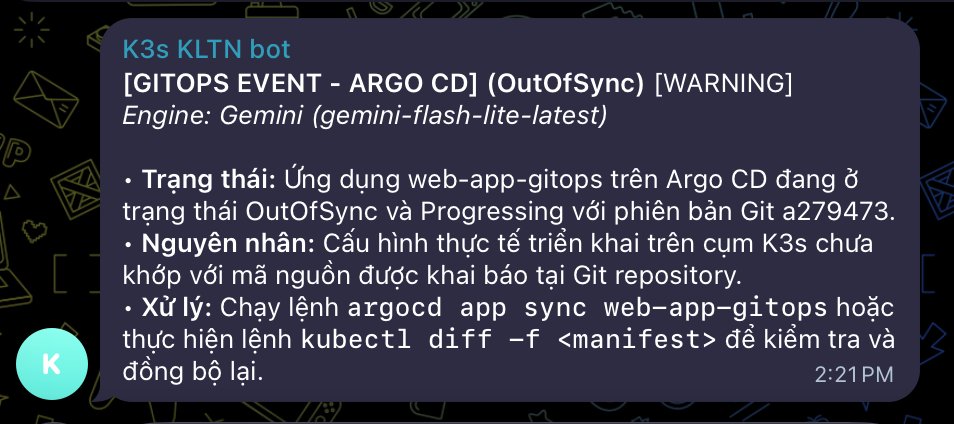 K3s KLTN bot
[GITOPS EVENT - ARGO CD] (OutOfSync) [WARNING]
Engine: Gemini (gemini-flash-lite-latest)
• Trạng thái: Ứng dụng web-app-gitops trên Argo CD đang ở
trạng thái OutOfSync và Progressing với phiên bản Git a279473.
• Nguyên nhân: Cấu hình thực tế triển khai trên cụm K3s chưa
khớp với mã nguồn được khai báo tại Git repository.
• Xử lý: Chạy lệnh argocd app sync web-app-gitops hoặc
thực hiện lệnh kubectl diff -f <manifest> để kiểm tra và
đồng bộ lại.
2:21 PM
K